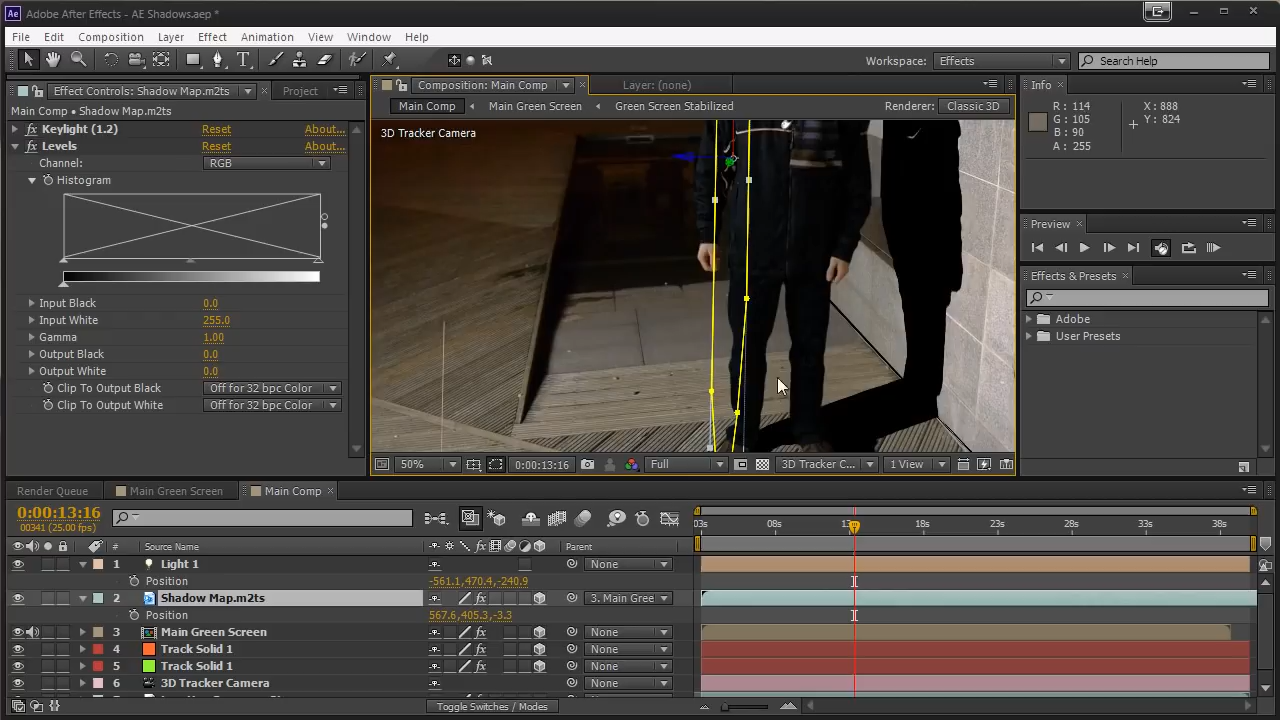 Adobe After Effects - AE Shadows.aep *
File Edit Composition Layer Effect Animation View Window Help
Workspace: Effects Search Help
Effect Controls: Shadow Map.m2ts Project
Composition: Main Comp Layer: (none)
Info
Main Comp • Shadow Map.m2ts
Main Comp Main Green Screen Green Screen Stabilized Renderer: Classic 3D
R: 114 X: 888
G: 105 Y: 824
B: 90
A: 255
Keylight (1.2) Reset About...
3D Tracker Camera
Levels Reset About...
Channel: RGB
Histogram
Preview
Effects & Presets
Adobe
User Presets
Input Black 0.0
Input White 255.0
Gamma 1.00
Output Black 0.0
Output White 0.0
Clip To Output Black Off for 32 bpc Color
Clip To Output White Off for 32 bpc Color
50% 0:00:13:16 Full 3D Tracker C... 1 View
Render Queue Main Green Screen Main Comp
0:00:13:16
00341 (25.00 fps)
03s 08s 13s 18s 23s 28s 33s 38s
# Source Name Parent
1 Light 1 None
Position -561.1,470.4,-240.9
2 Shadow Map.m2ts 3. Main Gree
Position 567.6,405.3,-3.3
3 Main Green Screen None
4 Track Solid 1 None
5 Track Solid 1 None
6 3D Tracker Camera None
Toggle Switches / Modes